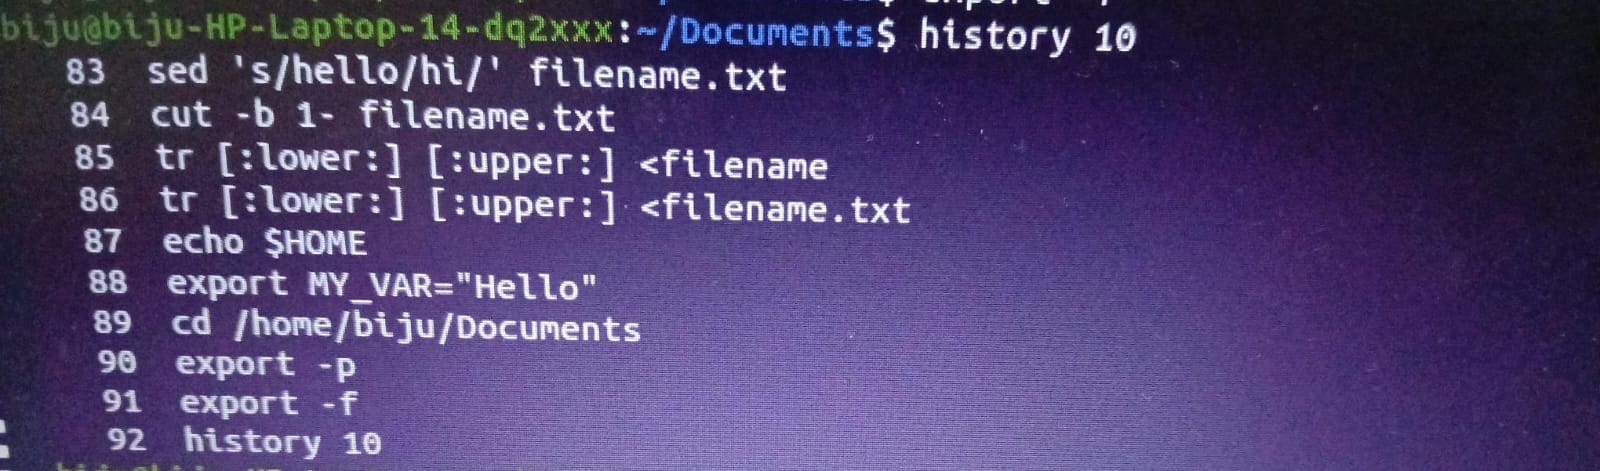 biju@biju-HP-Laptop-14-dq2xxx:~/Documents$ history 10
83 sed 's/hello/hi/' filename.txt
84 cut -b 1- filename.txt
85 tr [:lower:] [:upper:] <filename
86 tr [:lower:] [:upper:] <filename.txt
87 echo $HOME
88 export MY_VAR="Hello"
89 cd /home/biju/Documents
90 export -p
91 export -f
92 history 10